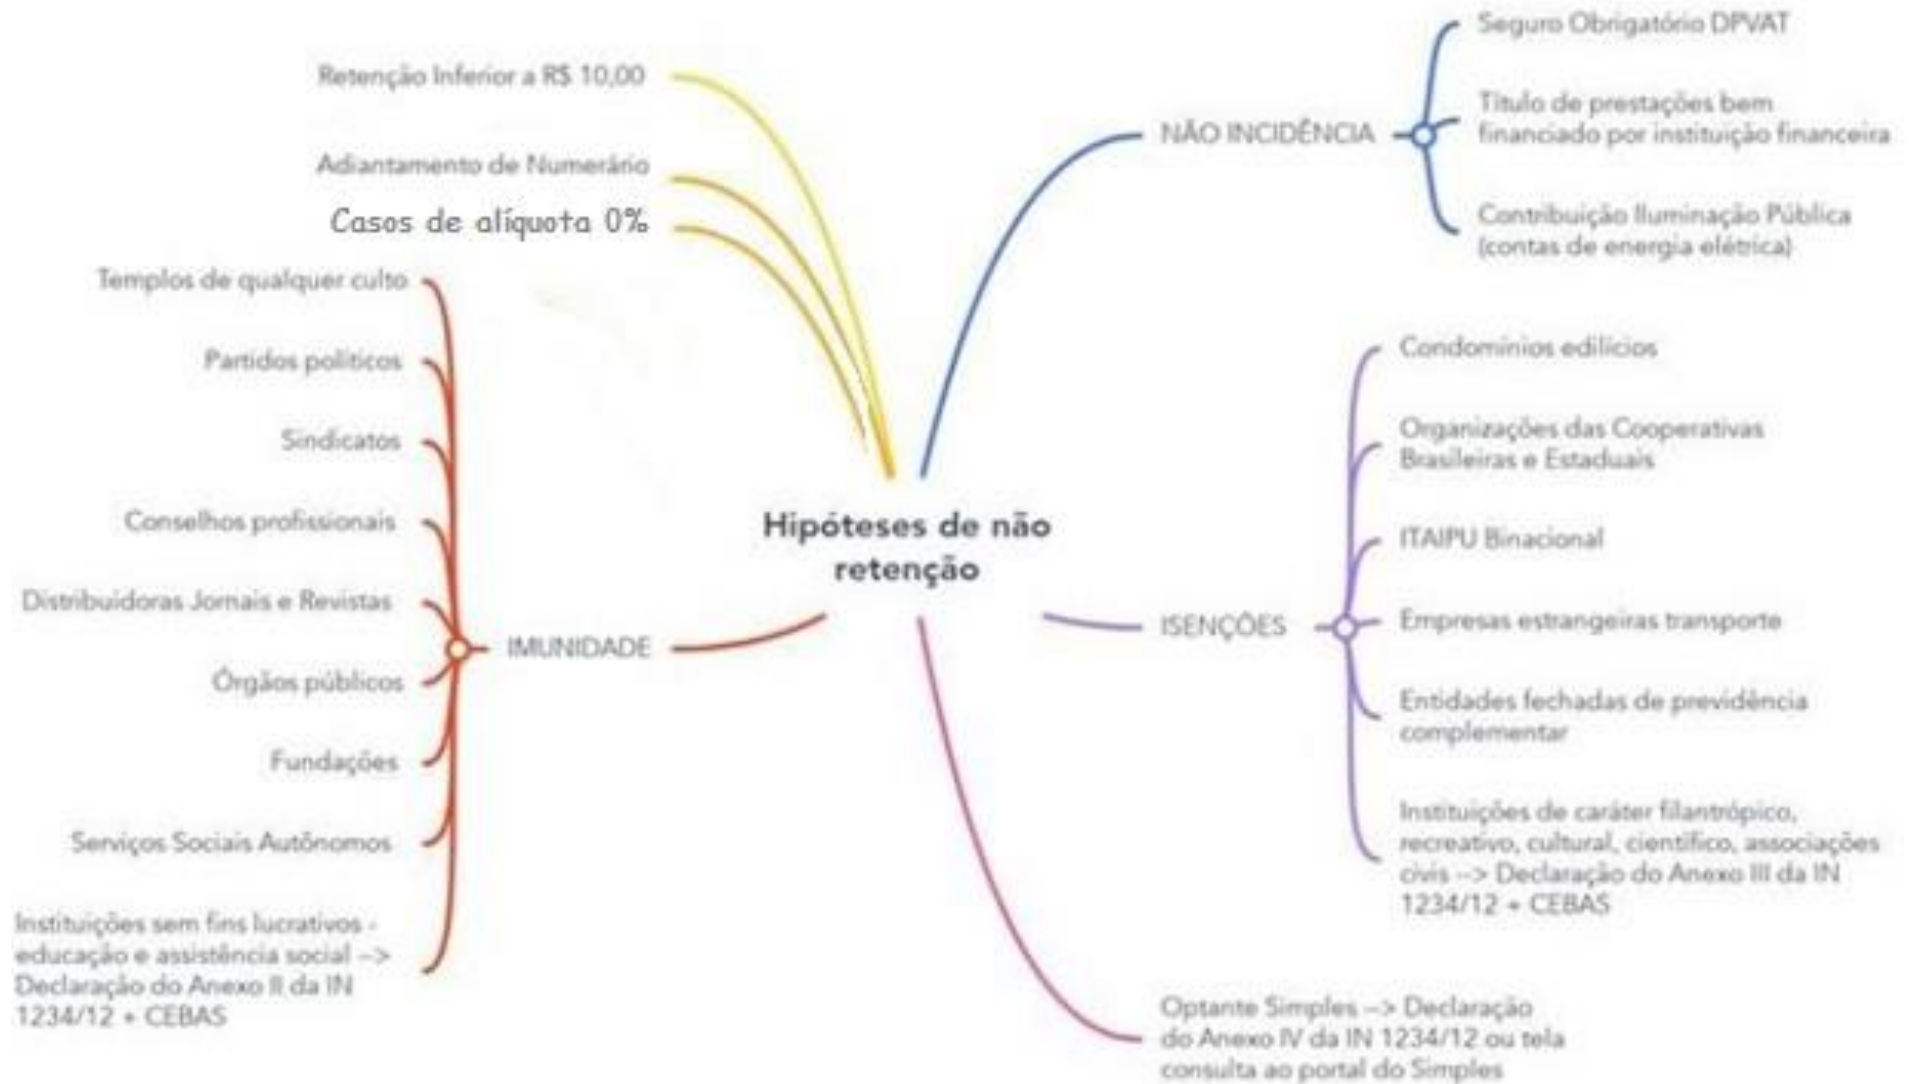 Hipóteses de não
retenção
Retenção Inferior a R$ 10,00
Adiantamento de Numerário
Casos de alíquota 0%
IMUNIDADE
Templos de qualquer culto
Partidos políticos
Sindicatos
Conselhos profissionais
Distribuidoras Jornais e Revistas
Órgãos públicos
Fundações
Serviços Sociais Autônomos
Instituições sem fins lucrativos -
educação e assistência social -->
Declaração do Anexo II da IN
1234/12 + CEBAS
NÃO INCIDÊNCIA
Seguro Obrigatório DPVAT
Título de prestações bem
financiado por instituição financeira
Contribuição Iluminação Pública
(contas de energia elétrica)
ISENÇÕES
Condomínios edilícios
Organizações das Cooperativas
Brasileiras e Estaduais
ITAIPU Binacional
Empresas estrangeiras transporte
Entidades fechadas de previdência
complementar
Instituições de caráter filantrópico,
recreativo, cultural, científico, associações
civis --> Declaração do Anexo III da IN
1234/12 + CEBAS
Optante Simples --> Declaração
do Anexo IV da IN 1234/12 ou tela
consulta ao portal do Simples